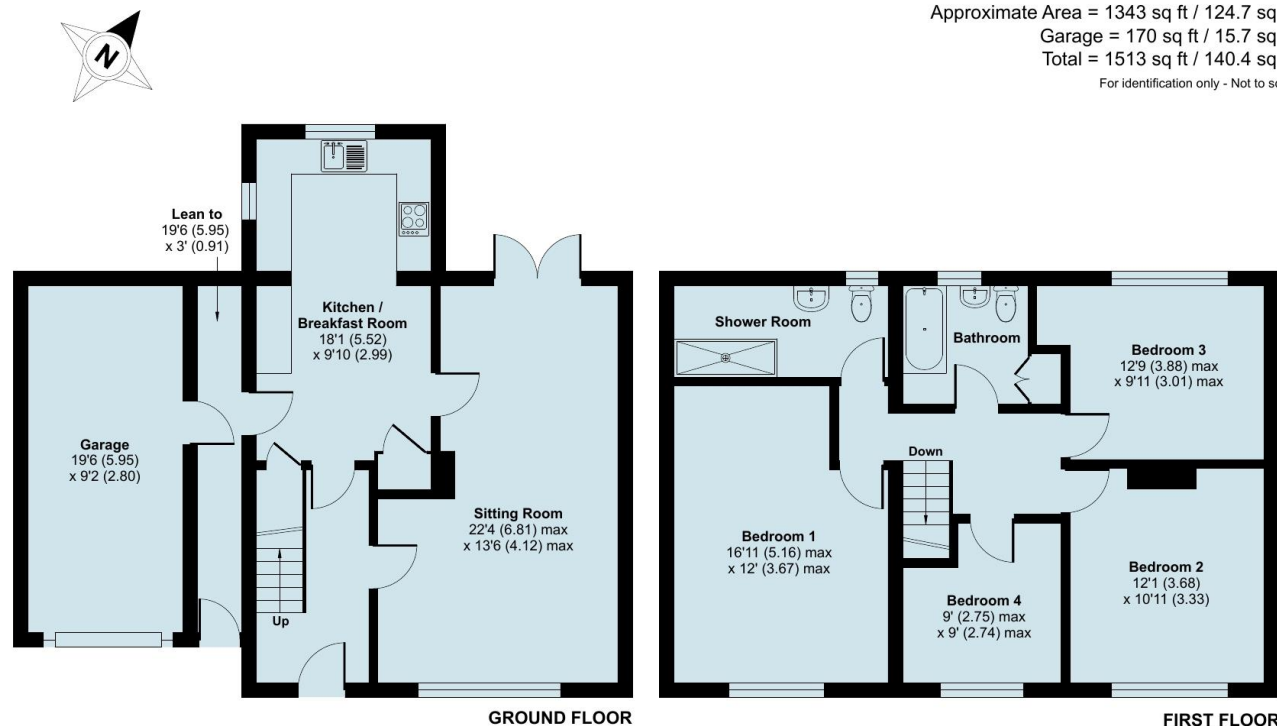 Approximate Area = 1343 sq ft / 124.7 sq
Garage = 170 sq ft / 15.7 sq
Total = 1513 sq ft / 140.4 sq
For identification only - Not to sc
N
Lean to
19'6 (5.95)
x 3' (0.91)
Kitchen /
Breakfast Room
18'1 (5.52)
x 9'10 (2.99)
Garage
19'6 (5.95)
x 9'2 (2.80)
Sitting Room
22'4 (6.81) max
x 13'6 (4.12) max
Up
GROUND FLOOR
Shower Room
Bathroom
Bedroom 3
12'9 (3.88) max
x 9'11 (3.01) max
Down
Bedroom 1
16'11 (5.16) max
x 12' (3.67) max
Bedroom 4
9' (2.75) max
x 9' (2.74) max
Bedroom 2
12'1 (3.68)
x 10'11 (3.33)
FIRST FLOOR